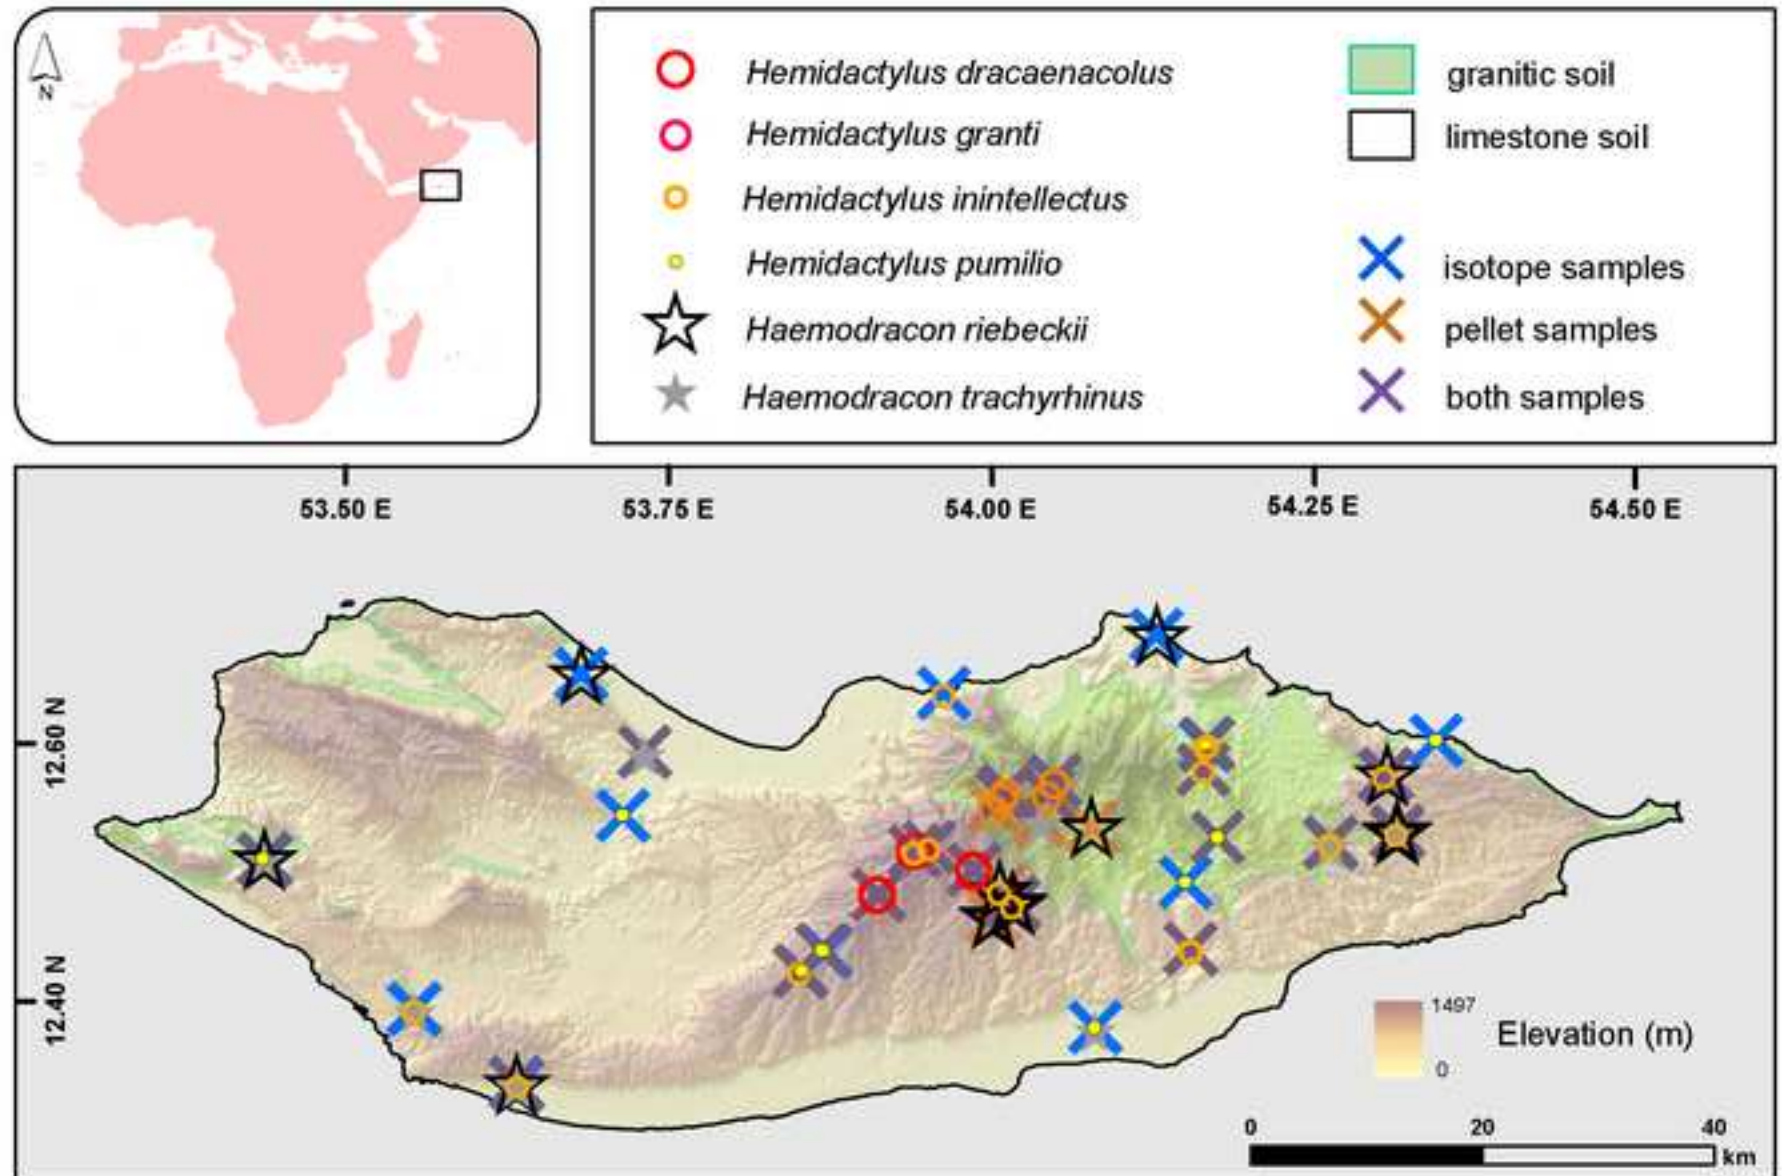 N
Hemidactylus dracaenacolus
Hemidactylus granti
Hemidactylus inintellectus
Hemidactylus pumilio
Haemodracon riebeckii
Haemodracon trachyrhinus
granitic soil
limestone soil
isotope samples
pellet samples
both samples
53.50 E 53.75 E 54.00 E 54.25 E 54.50 E
12.60 N
12.40 N
1497
Elevation (m)
0
0 20 40
km